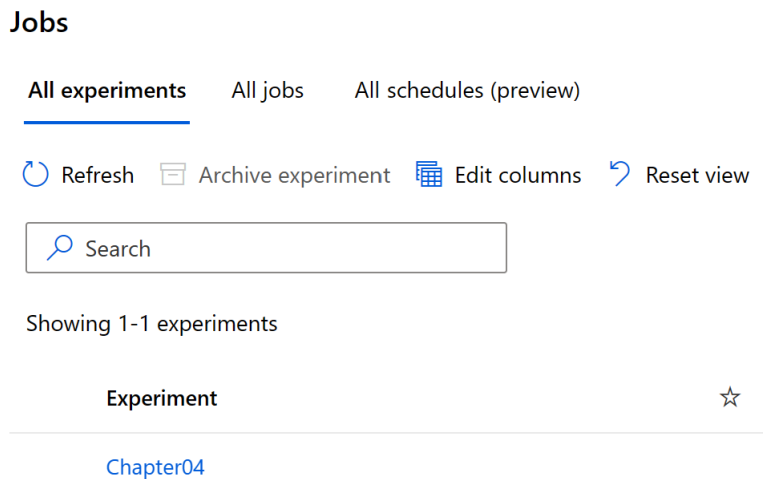 Jobs
All experiments All jobs All schedules (preview)
Refresh Archive experiment Edit columns Reset view
Search
Showing 1-1 experiments
Experiment
Chapter04